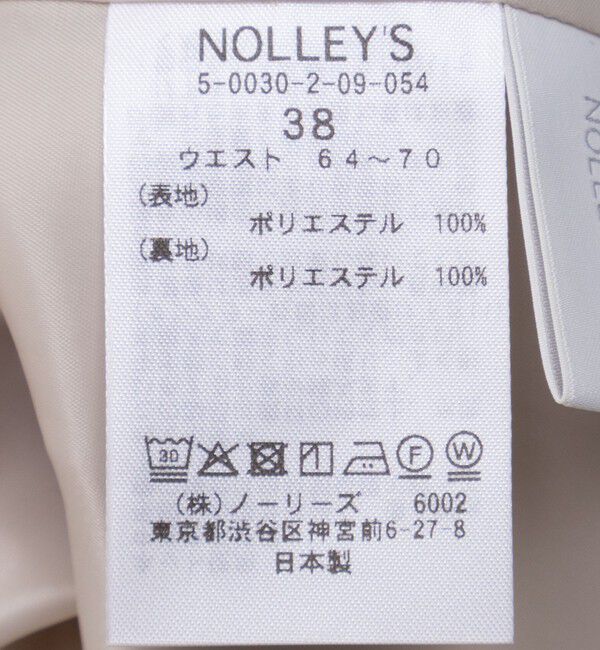 NOLLEY'S
5-0030-2-09-054
38
ウエスト 64～70
(表地)
ポリエステル 100%
(裏地)
ポリエステル 100%
30
F
W
(株)ノーリーズ 6002
東京都渋谷区神宮前6-27-8
日本製
NOLLE